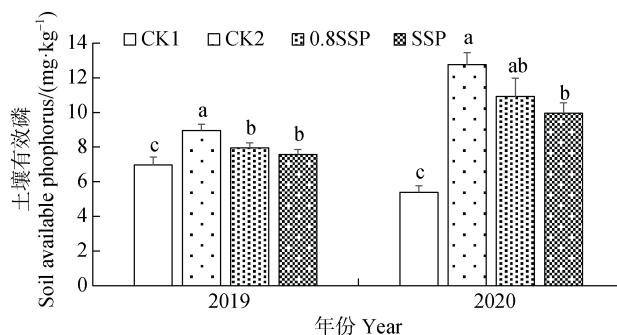 CK1 CK2 0.8SSP SSP
土壤有效磷
Soil available phophorus/(mg·kg⁻¹)
14
12
10
8
6
4
2
0
c a b b
c a ab b
2019 2020
年份 Year